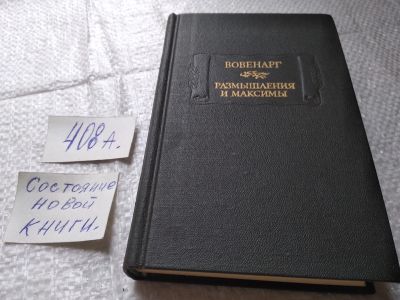 ВОВЕНАРГ
РАЗМЫШЛЕНИЯ
И МАКСИМЫ
408А.
Состояние
новой
книги.